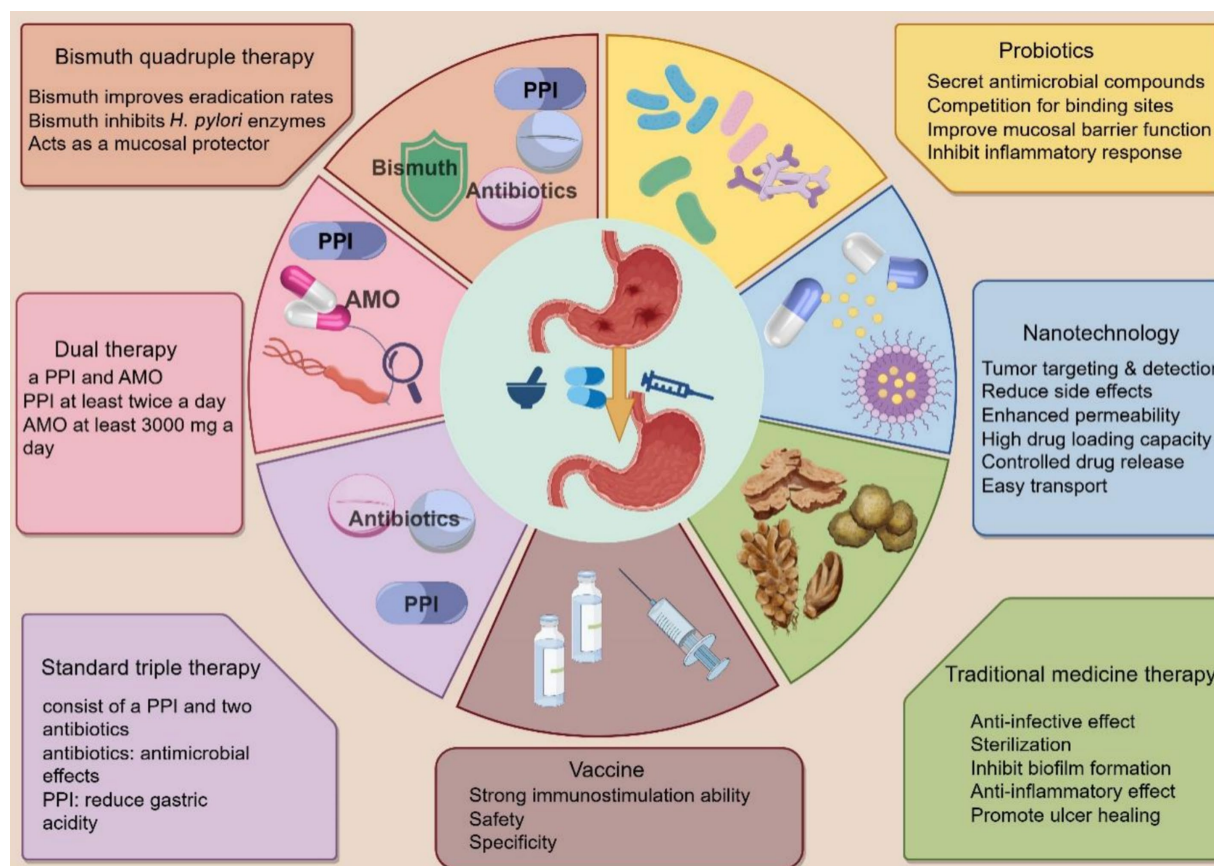 Bismuth quadruple therapy
Bismuth improves eradication rates
Bismuth inhibits H. pylori enzymes
Acts as a mucosal protector
PPI
Bismuth
Antibiotics
Probiotics
Secret antimicrobial compounds
Competition for binding sites
Improve mucosal barrier function
Inhibit inflammatory response
PPI
AMO
Dual therapy
a PPI and AMO
PPI at least twice a day
AMO at least 3000 mg a
day
Nanotechnology
Tumor targeting & detection
Reduce side effects
Enhanced permeability
High drug loading capacity
Controlled drug release
Easy transport
Antibiotics
PPI
Standard triple therapy
consist of a PPI and two
antibiotics
antibiotics: antimicrobial
effects
PPI: reduce gastric
acidity
Vaccine
Strong immunostimulation ability
Safety
Specificity
Traditional medicine therapy
Anti-infective effect
Sterilization
Inhibit biofilm formation
Anti-inflammatory effect
Promote ulcer healing